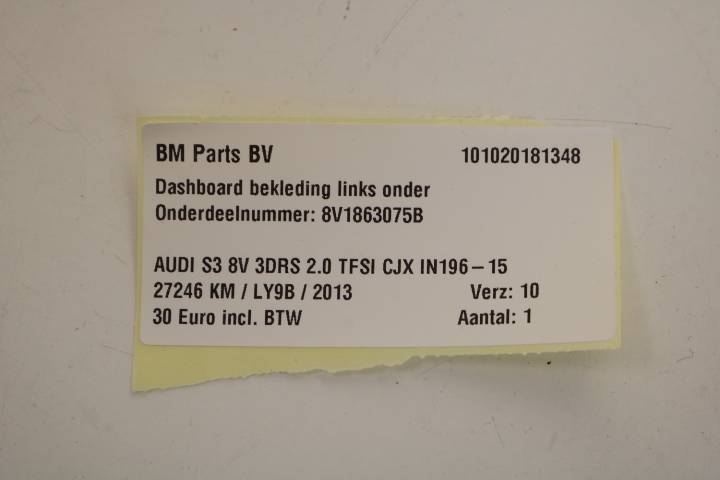 BM Parts BV 101020181348
Dashboard bekleding links onder
Onderdeelnummer: 8V1863075B
AUDI S3 8V 3DRS 2.0 TFSI CJX IN196-15
27246 KM / LY9B / 2013 Verz: 10
30 Euro incl. BTW Aantal: 1